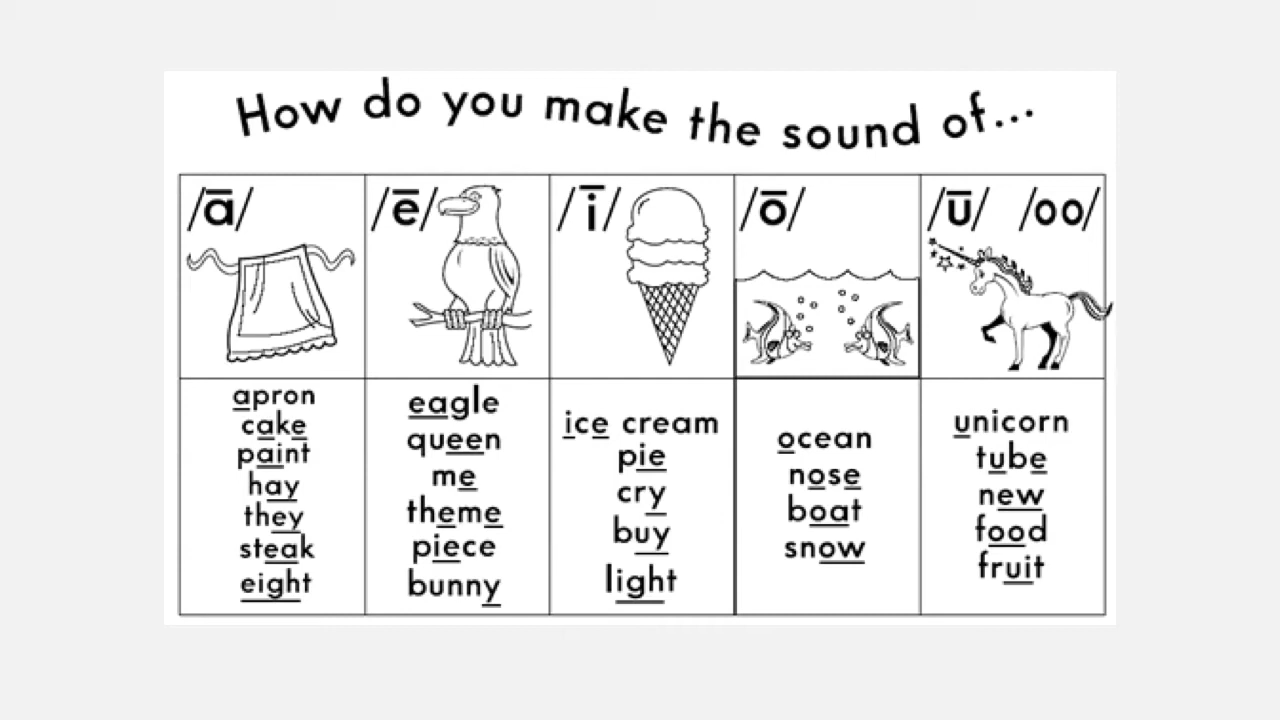 How do you make the sound of...
/ā/
/ē/
/ī/
/ō/
/ū/ /oo/
apron
cake
paint
hay
they
steak
eight
eagle
queen
me
theme
piece
bunny
ice cream
pie
cry
buy
light
ocean
nose
boat
snow
unicorn
tube
new
food
fruit